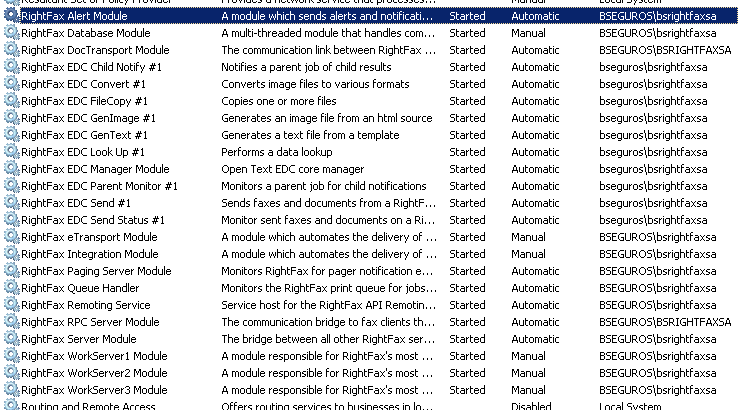 Resultant Set of Policy Provider Provides a network service that processes... Manual Local System
RightFax Alert Module A module which sends alerts and notificati... Started Automatic BSEGUROS\bsrightfaxsa
RightFax Database Module A multi-threaded module that handles com... Started Manual BSEGUROS\bsrightfaxsa
RightFax DocTransport Module The communication link between RightFax ... Started Automatic BSEGUROS\BSRIGHTFAXSA
RightFax EDC Child Notify #1 Notifies a parent job of child results Started Automatic bseguros\bsrightfaxsa
RightFax EDC Convert #1 Converts image files to various formats Started Automatic bseguros\bsrightfaxsa
RightFax EDC FileCopy #1 Copies one or more files Started Automatic bseguros\bsrightfaxsa
RightFax EDC GenImage #1 Generates an image file from an html source Started Automatic bseguros\bsrightfaxsa
RightFax EDC GenText #1 Generates a text file from a template Started Automatic bseguros\bsrightfaxsa
RightFax EDC Look Up #1 Performs a data lookup Started Automatic bseguros\bsrightfaxsa
RightFax EDC Manager Module Open Text EDC core manager Started Automatic bseguros\bsrightfaxsa
RightFax EDC Parent Monitor #1 Monitors a parent job for child notifications Started Automatic bseguros\bsrightfaxsa
RightFax EDC Send #1 Sends faxes and documents from a RightF... Started Automatic bseguros\bsrightfaxsa
RightFax EDC Send Status #1 Monitor sent faxes and documents on a Ri... Started Automatic bseguros\bsrightfaxsa
RightFax eTransport Module A module which automates the delivery of ... Started Manual BSEGUROS\bsrightfaxsa
RightFax Integration Module A module which automates the delivery of ... Started Manual BSEGUROS\bsrightfaxsa
RightFax Paging Server Module Monitors RightFax for pager notification e... Started Automatic BSEGUROS\bsrightfaxsa
RightFax Queue Handler Monitors the RightFax print queue for jobs... Started Manual BSEGUROS\bsrightfaxsa
RightFax Remoting Service Service host for the RightFax API Remotin... Started Automatic BSEGUROS\bsrightfaxsa
RightFax RPC Server Module The communication bridge to fax clients th... Started Automatic BSEGUROS\BSRIGHTFAXSA
RightFax Server Module The bridge between all other RightFax ser... Started Automatic BSEGUROS\bsrightfaxsa
RightFax WorkServer1 Module A module responsible for RightFax's most ... Started Manual BSEGUROS\bsrightfaxsa
RightFax WorkServer2 Module A module responsible for RightFax's most ... Started Manual BSEGUROS\bsrightfaxsa
RightFax WorkServer3 Module A module responsible for RightFax's most ... Started Manual BSEGUROS\bsrightfaxsa
Routing and Remote Access Offers routing services to businesses in lo... Disabled Local System